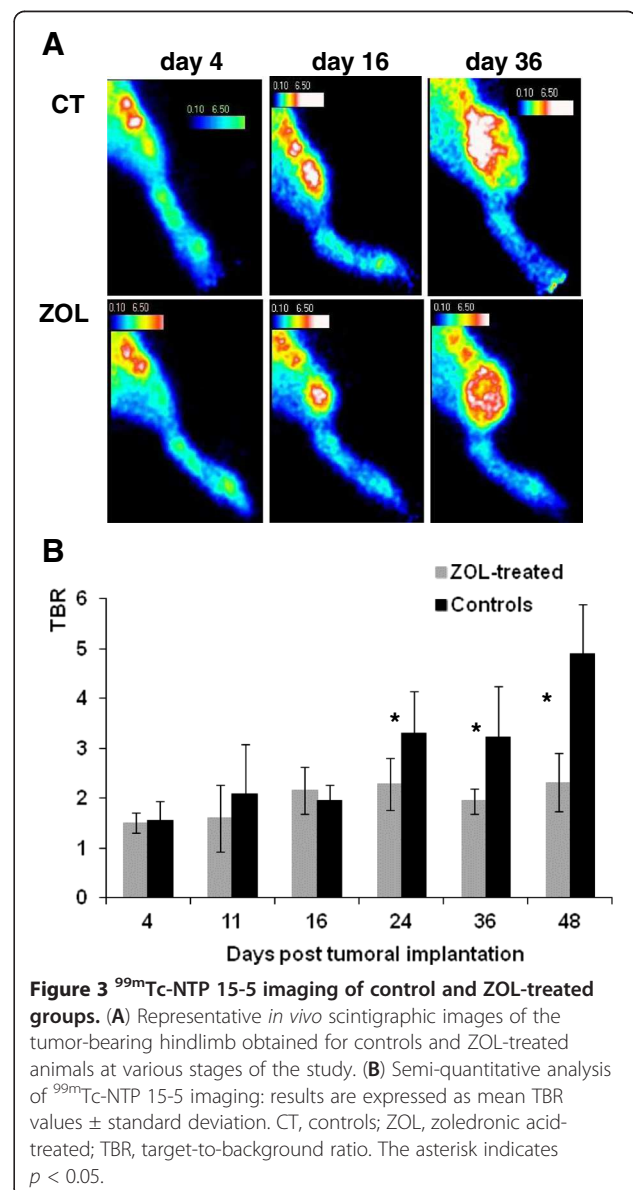 A
day 4 day 16 day 36
CT
0.10 6.50
0.10 6.50
0.10 6.50
ZOL
0.10 6.50
0.10 6.50
0.10 6.50
B
ZOL-treated
Controls
TBR
6
5
4
3
2
1
0
* * *
4 11 16 24 36 48
Days post tumoral implantation
Figure 3 ⁹⁹ᵐTc-NTP 15-5 imaging of control and ZOL-treated
groups. (A) Representative in vivo scintigraphic images of the
tumor-bearing hindlimb obtained for controls and ZOL-treated
animals at various stages of the study. (B) Semi-quantitative analysis
of ⁹⁹ᵐTc-NTP 15-5 imaging: results are expressed as mean TBR
values ± standard deviation. CT, controls; ZOL, zoledronic acid-
treated; TBR, target-to-background ratio. The asterisk indicates
p < 0.05.